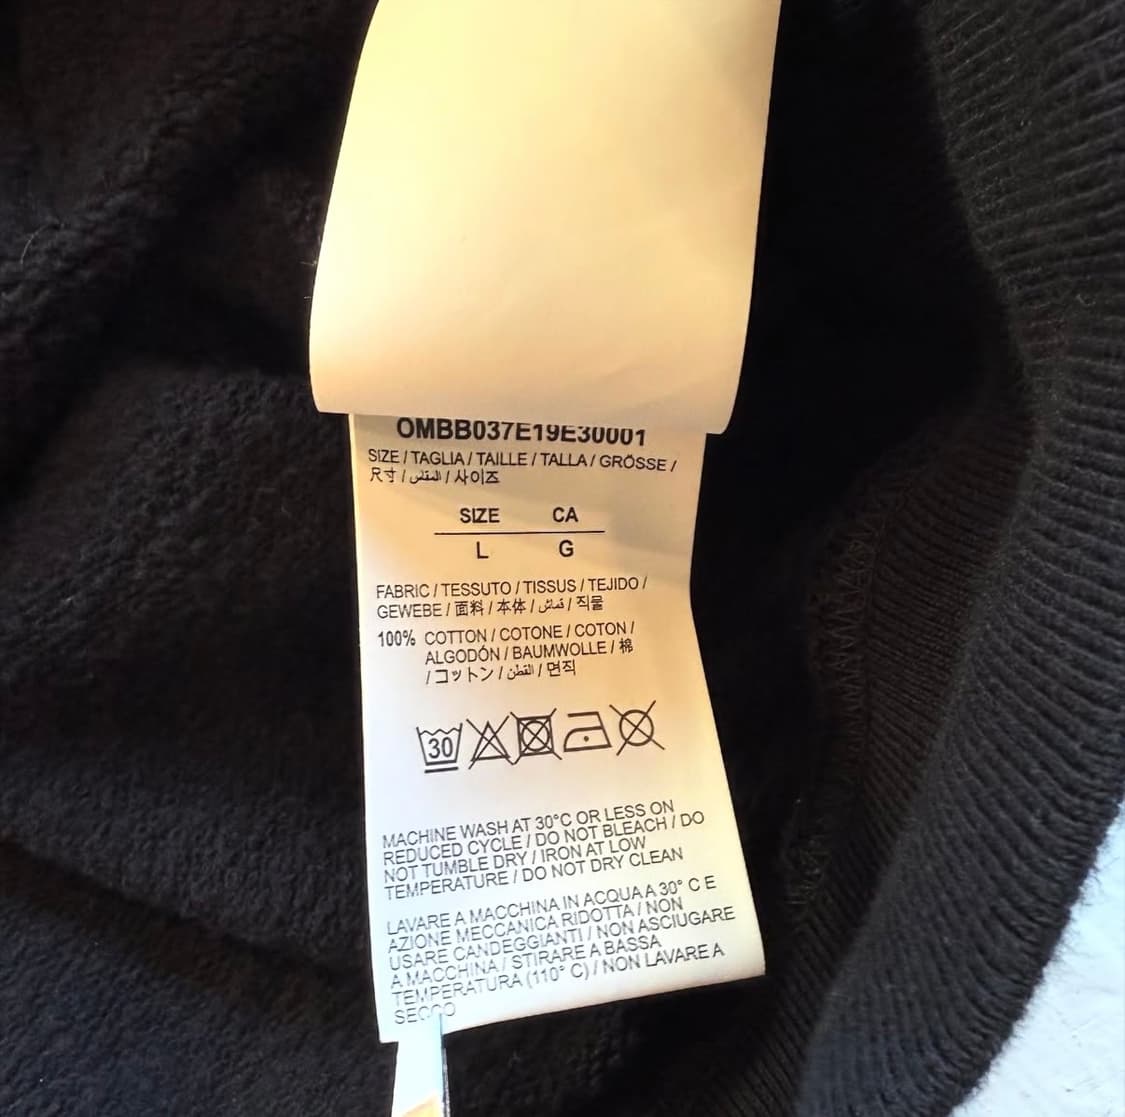 OMBB037E19E30001
SIZE / TAGLIA / TAILLE / TALLA / GRÖSSE /
尺寸 / المقاس / 사이즈
SIZE CA
L G
FABRIC / TESSUTO / TISSUS / TEJIDO /
GEWEBE / 面料 / 本体 / قماش / 직물
100% COTTON / COTONE / COTON /
ALGODÓN / BAUMWOLLE / 棉
/ コットン / القطن / 면직
30
MACHINE WASH AT 30°C OR LESS ON
REDUCED CYCLE / DO NOT BLEACH / DO
NOT TUMBLE DRY / IRON AT LOW
TEMPERATURE / DO NOT DRY CLEAN
LAVARE A MACCHINA IN ACQUA A 30° C E
AZIONE MECCANICA RIDOTTA / NON
USARE CANDEGGIANTI / NON ASCIUGARE
A MACCHINA / STIRARE A BASSA
TEMPERATURA (110° C) / NON LAVARE A
SECCO